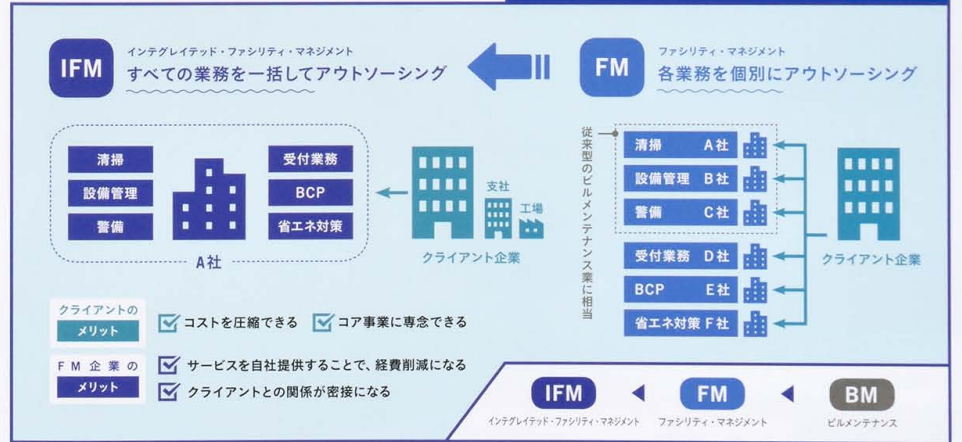 IFM
インテグレイテッド・ファシリティ・マネジメント
すべての業務を一括してアウトソーシング
FM
ファシリティ・マネジメント
各業務を個別にアウトソーシング
清掃
設備管理
警備
受付業務
BCP
省エネ対策
A社
支社
工場
クライアント企業
従来型のビルメンテナンス業に相当
清掃 A社
設備管理 B社
警備 C社
受付業務 D社
BCP E社
省エネ対策 F社
クライアント企業
クライアントの
メリット
コストを圧縮できる
コア事業に専念できる
FM企業の
メリット
サービスを自社提供することで、経費削減になる
クライアントとの関係が密接になる
IFM
インテグレイテッド・ファシリティ・マネジメント
FM
ファシリティ・マネジメント
BM
ビルメンテナンス